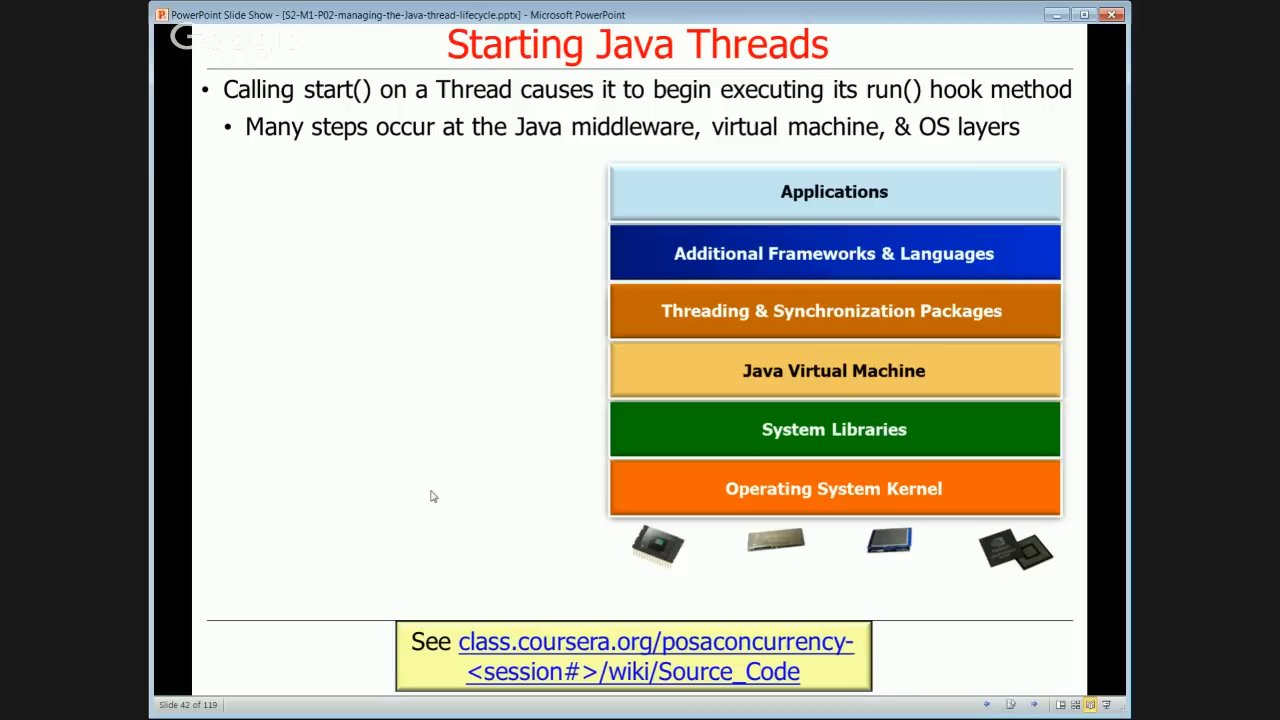 PowerPoint Slide Show - [S2-M1-P02-managing-the-Java-thread-lifecycle.pptx] - Microsoft PowerPoint
Google
Starting Java Threads
• Calling start() on a Thread causes it to begin executing its run() hook method
• Many steps occur at the Java middleware, virtual machine, & OS layers
Applications
Additional Frameworks & Languages
Threading & Synchronization Packages
Java Virtual Machine
System Libraries
Operating System Kernel
See class.coursera.org/posaconcurrency-
<session#>/wiki/Source_Code
Slide 42 of 119